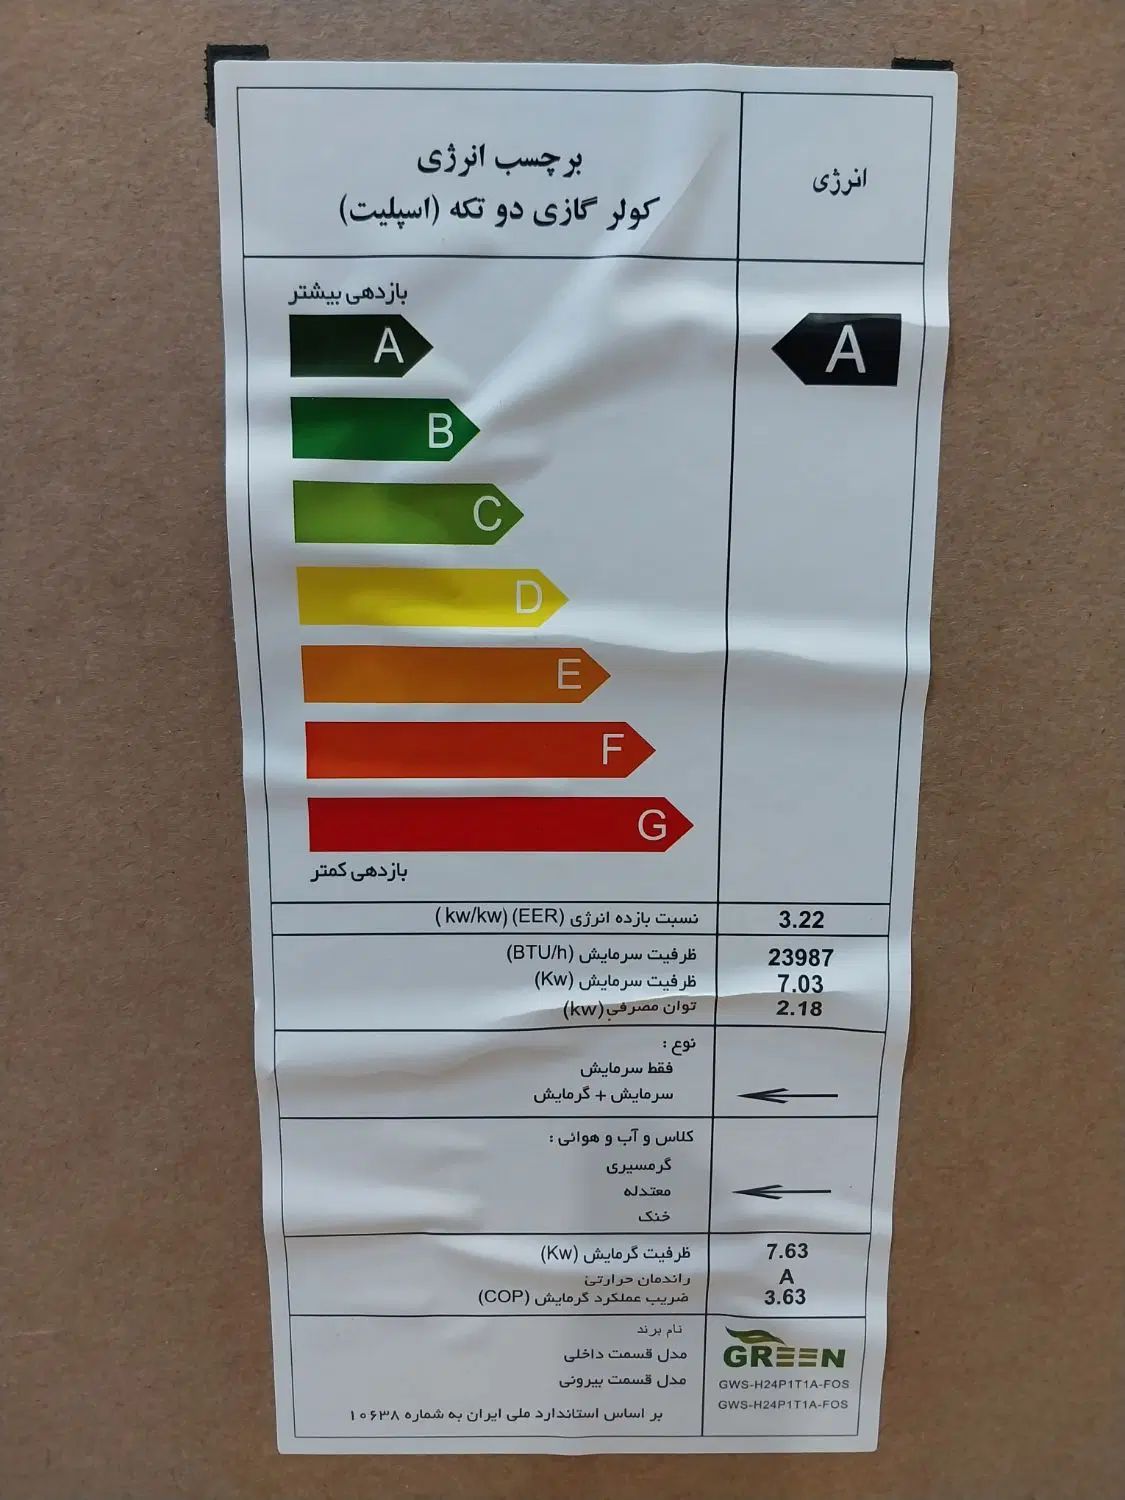 برچسب انرژی
کولر گازی دو تکه (اسپلیت)
انرژی
بازدهی بیشتر
A
A
B
C
D
E
F
G
بازدهی کمتر
نسبت بازده انرژی (EER) (kw/kw) 3.22
ظرفیت سرمایش (BTU/h) 23987
ظرفیت سرمایش (Kw) 7.03
توان مصرفی (kw) 2.18
نوع :
فقط سرمایش
سرمایش + گرمایش
کلاس و آب و هوائی :
گرمسیری
معتدله
خنک
ظرفیت گرمایش (Kw) 7.63
راندمان حرارتی A
ضریب عملکرد گرمایش (COP) 3.63
نام برند GREEN
مدل قسمت داخلی GWS-H24P1T1A-FOS
مدل قسمت بیرونی GWS-H24P1T1A-FOS
بر اساس استاندارد ملی ایران به شماره ۱۰۶۳۸